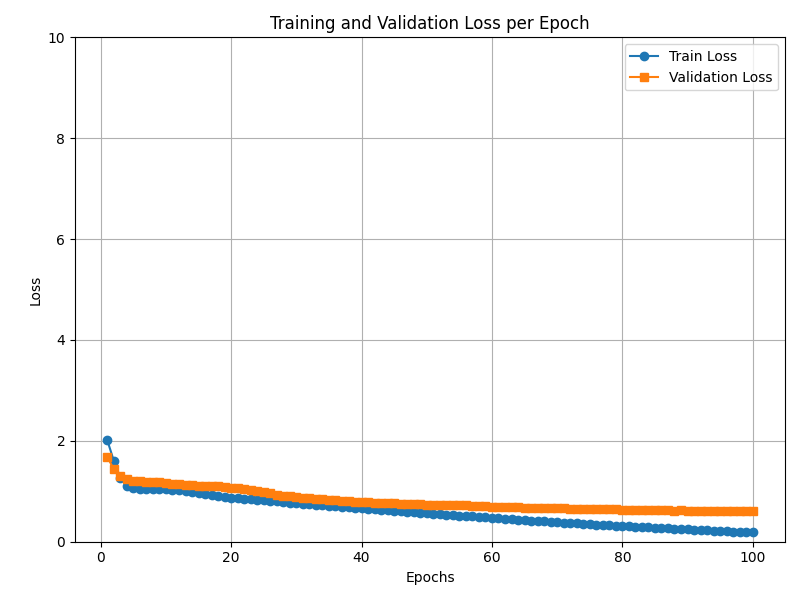 Training and Validation Loss per Epoch
Train Loss
Validation Loss
10
8
6
4
2
0
Loss
0 20 40 60 80 100
Epochs